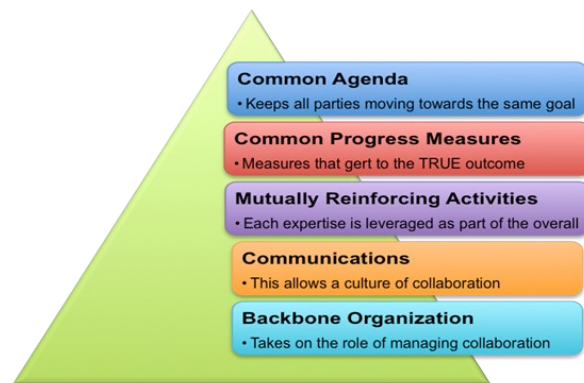 Common Agenda
• Keeps all parties moving towards the same goal
Common Progress Measures
• Measures that gert to the TRUE outcome
Mutually Reinforcing Activities
• Each expertise is leveraged as part of the overall
Communications
• This allows a culture of collaboration
Backbone Organization
• Takes on the role of managing collaboration